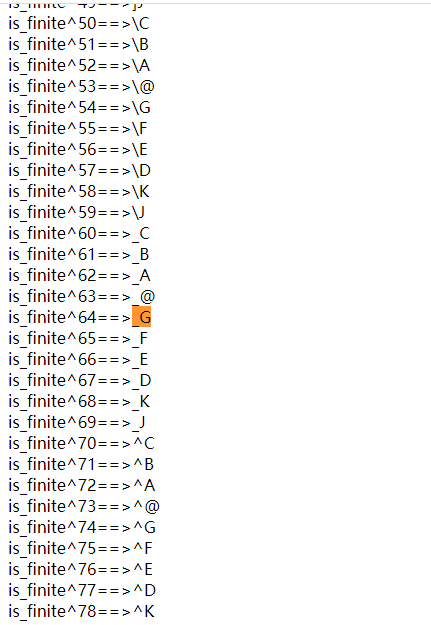 is_finite^50==>\C
is_finite^51==>\B
is_finite^52==>\A
is_finite^53==>\@
is_finite^54==>\G
is_finite^55==>\F
is_finite^56==>\E
is_finite^57==>\D
is_finite^58==>\K
is_finite^59==>\J
is_finite^60==>_C
is_finite^61==>_B
is_finite^62==>_A
is_finite^63==>_@
is_finite^64==>_G
is_finite^65==>_F
is_finite^66==>_E
is_finite^67==>_D
is_finite^68==>_K
is_finite^69==>_J
is_finite^70==>^C
is_finite^71==>^B
is_finite^72==>^A
is_finite^73==>^@
is_finite^74==>^G
is_finite^75==>^F
is_finite^76==>^E
is_finite^77==>^D
is_finite^78==>^K